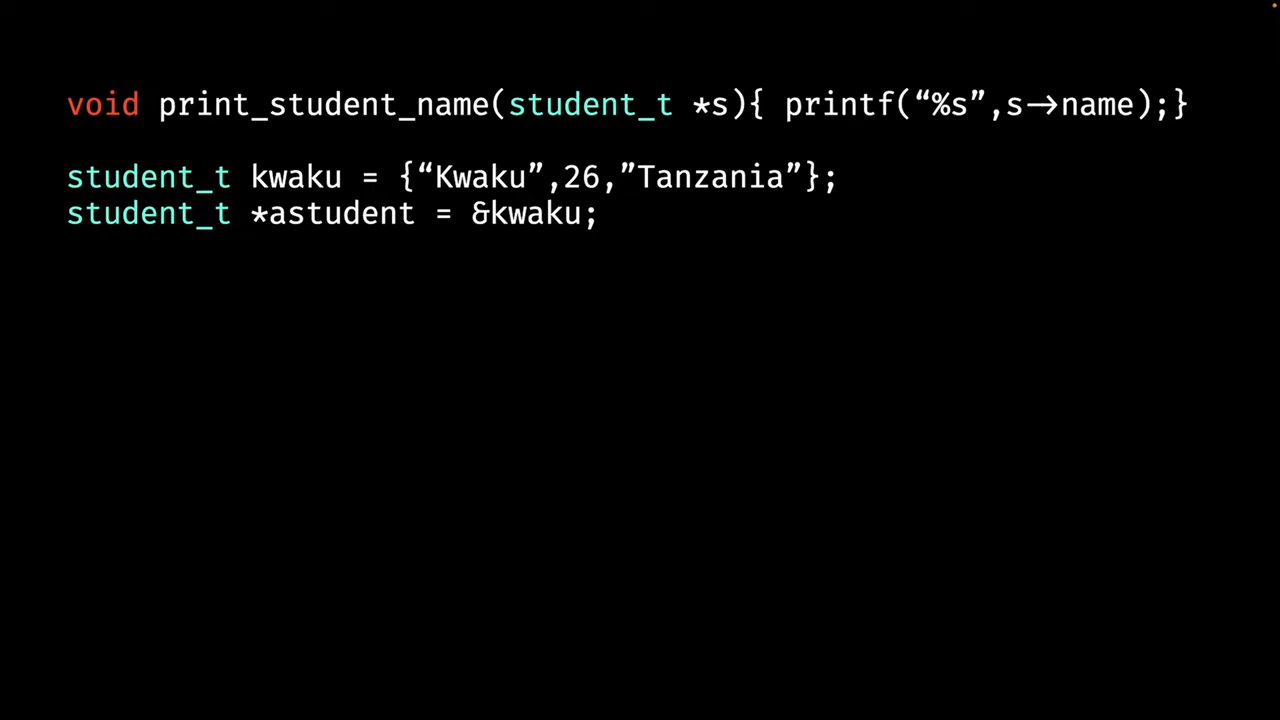 void print_student_name(student_t *s){ printf(“%s”,s->name);}
student_t kwaku = {“Kwaku”,26,”Tanzania”};
student_t *astudent = &kwaku;